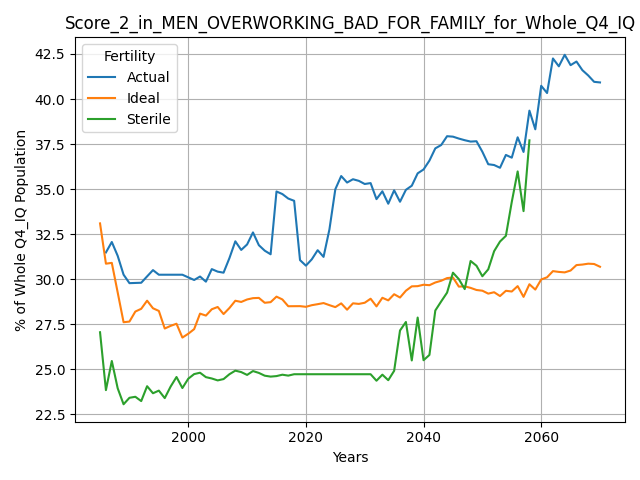 Score_2_in_MEN_OVERWORKING_BAD_FOR_FAMILY_for_Whole_Q4_IQ
Fertility
Actual
Ideal
Sterile
% of Whole Q4_IQ Population
42.5
40.0
37.5
35.0
32.5
30.0
27.5
25.0
22.5
2000
2020
2040
2060
Years